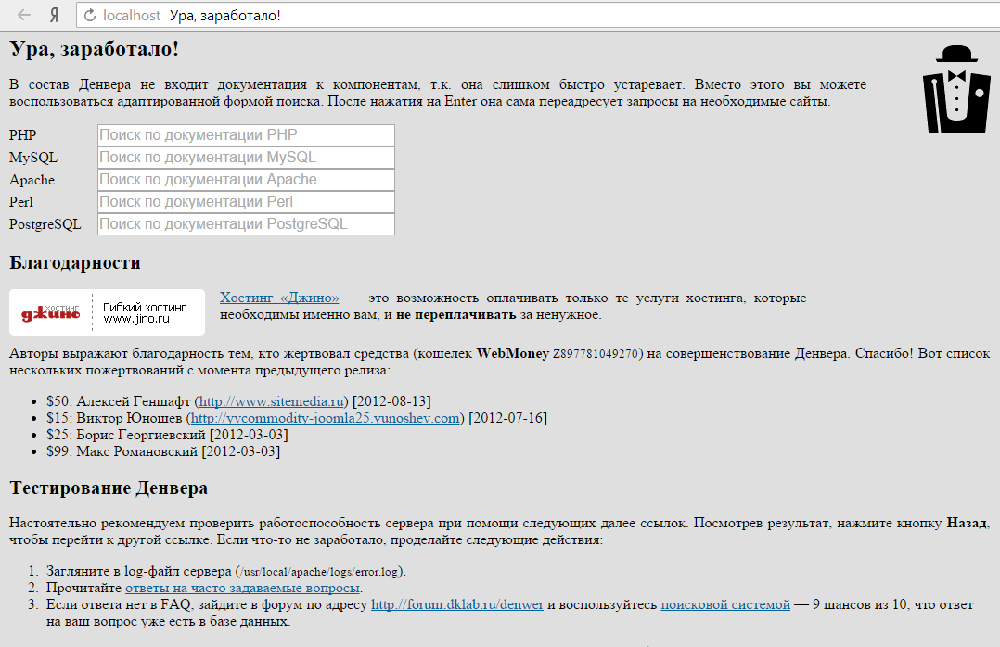 Я localhost Ура, заработало!
Ура, заработало!
В состав Денвера не входит документация к компонентам, т.к. она слишком быстро устаревает. Вместо этого вы можете
воспользоваться адаптированной формой поиска. После нажатия на Enter она сама переадресует запросы на необходимые сайты.
PHP Поиск по документации PHP
MySQL Поиск по документации MySQL
Apache Поиск по документации Apache
Perl Поиск по документации Perl
PostgreSQL Поиск по документации PostgreSQL
Благодарности
хостинг
джино
Гибкий хостинг
www.jino.ru
Хостинг «Джино» — это возможность оплачивать только те услуги хостинга, которые
необходимы именно вам, и не переплачивать за ненужное.
Авторы выражают благодарность тем, кто жертвовал средства (кошелек WebMoney Z897781049270) на совершенствование Денвера. Спасибо! Вот список
нескольких пожертвований с момента предыдущего релиза:
• $50: Алексей Геншафт (http://www.sitemedia.ru) [2012-08-13]
• $15: Виктор Юношев (http://yvcommodity-joomla25.yunoshev.com) [2012-07-16]
• $25: Борис Георгиевский [2012-03-03]
• $99: Макс Романовский [2012-03-03]
Тестирование Денвера
Настоятельно рекомендуем проверить работоспособность сервера при помощи следующих далее ссылок. Посмотрев результат, нажмите кнопку Назад,
чтобы перейти к другой ссылке. Если что-то не заработало, проделайте следующие действия:
1. Загляните в log-файл сервера (/usr/local/apache/logs/error.log).
2. Прочитайте ответы на часто задаваемые вопросы.
3. Если ответа нет в FAQ, зайдите в форум по адресу http://forum.dklab.ru/denwer и воспользуйтесь поисковой системой — 9 шансов из 10, что ответ
на ваш вопрос уже есть в базе данных.